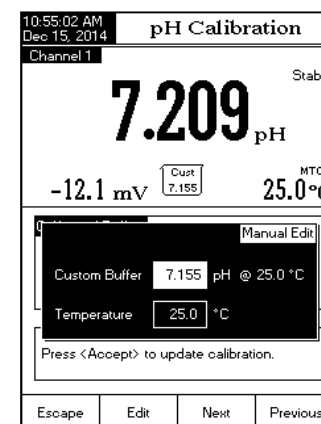 10:55:02 AM
Dec 15, 2014
pH Calibration
Channel 1
Stab
7.209 pH
-12.1 mV
Cust
7.155
MTC
25.0°
Manual Edit
Custom Buffer 7.155 pH @ 25.0 °C
Temperature 25.0 °C
Press <Accept> to update calibration.
Escape Edit Next Previous